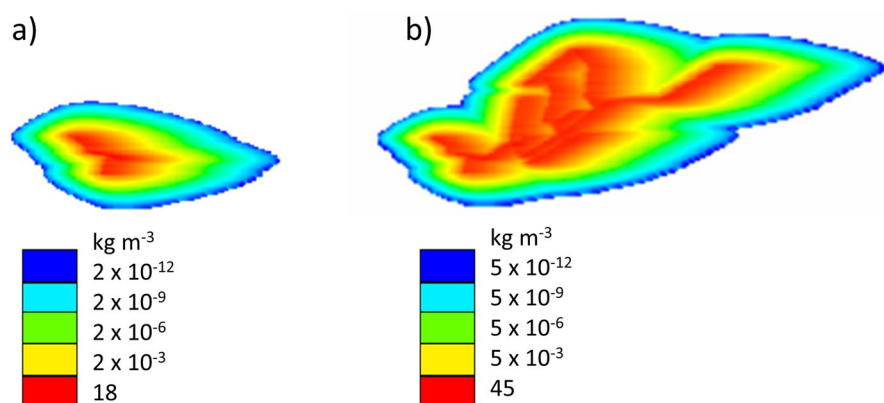 a)
b)
kg m-3
2 x 10-12
2 x 10-9
2 x 10-6
2 x 10-3
18
kg m-3
5 x 10-12
5 x 10-9
5 x 10-6
5 x 10-3
45